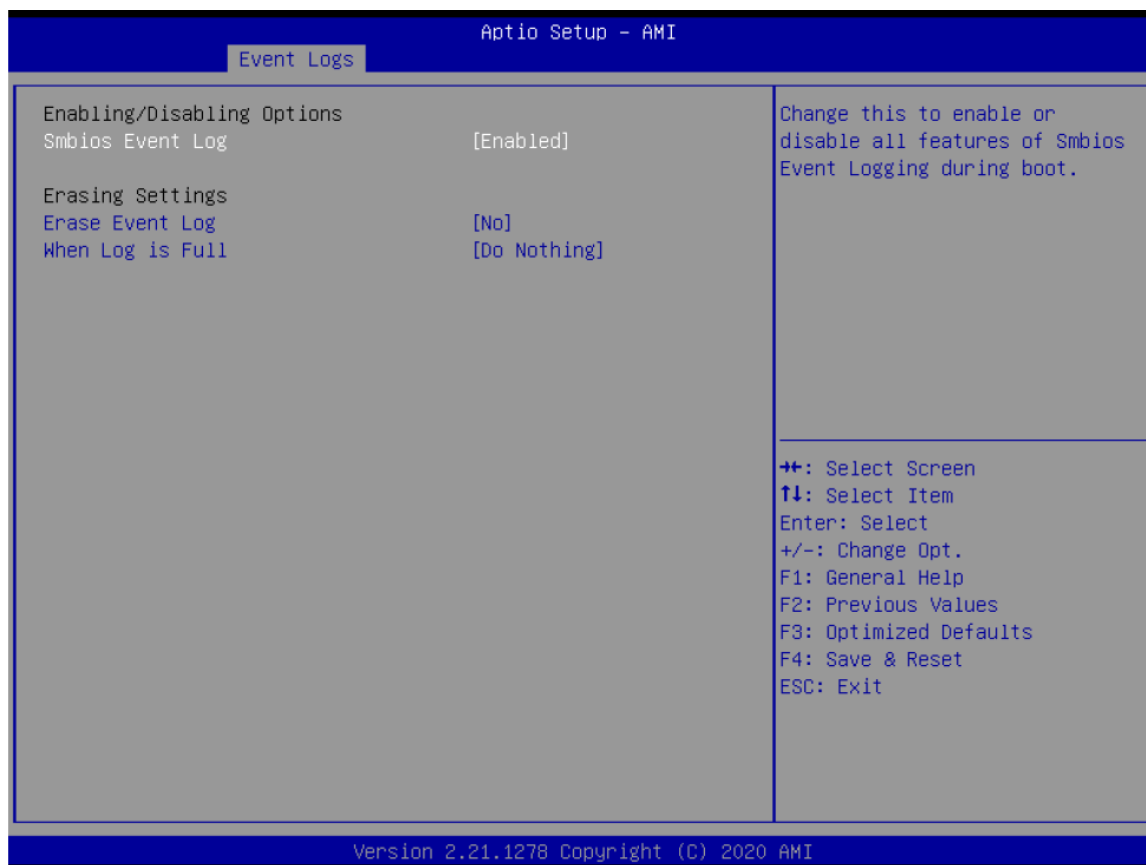 Aptio Setup - AMI
Event Logs
Enabling/Disabling Options
Smbios Event Log [Enabled]
Erasing Settings
Erase Event Log [No]
When Log is Full [Do Nothing]
Change this to enable or
disable all features of Smbios
Event Logging during boot.
→←: Select Screen
↑↓: Select Item
Enter: Select
+/-: Change Opt.
F1: General Help
F2: Previous Values
F3: Optimized Defaults
F4: Save & Reset
ESC: Exit
Version 2.21.1278 Copyright (C) 2020 AMI